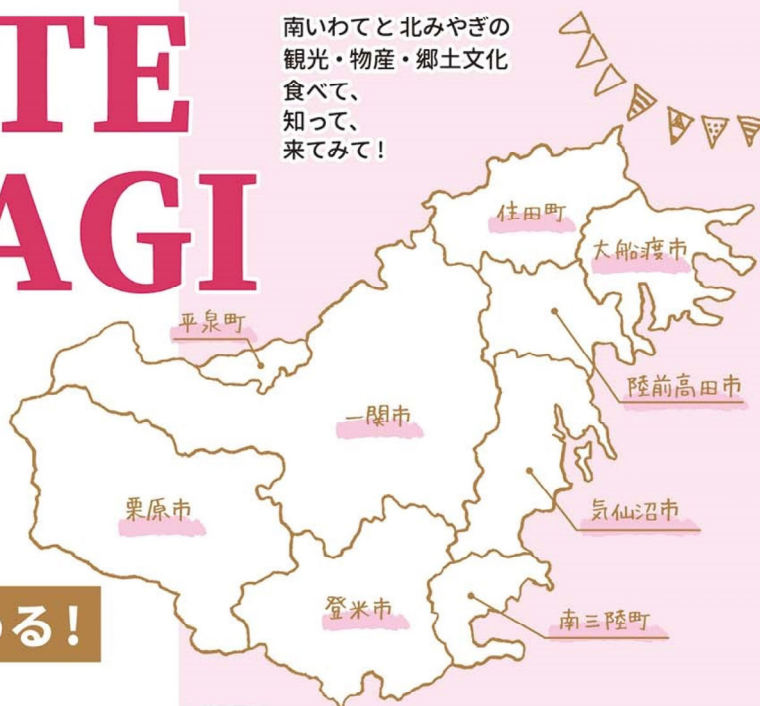 TE
AGI
南いわてと北みやぎの
観光・物産・郷土文化
食べて、
知って、
来てみて!
住田町
大船渡市
平泉町
陸前高田市
一関市
気仙沼市
栗原市
登米市
南三陸町
る!